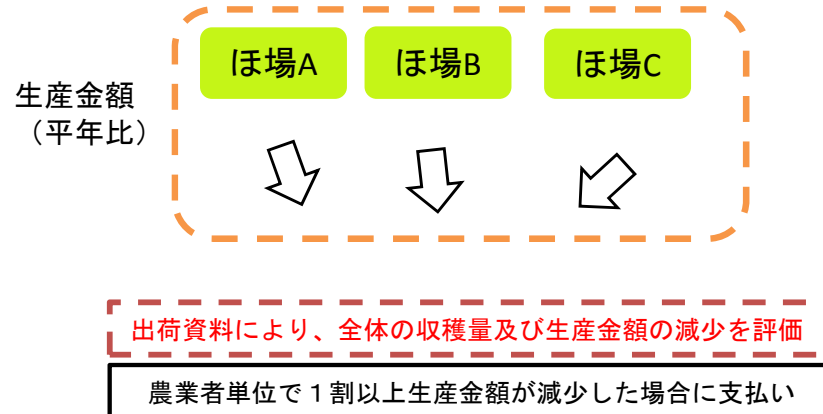 ほ場A ほ場B ほ場C
生産金額
（平年比）
出荷資料により、全体の収穫量及び生産金額の減少を評価
農業者単位で１割以上生産金額が減少した場合に支払い